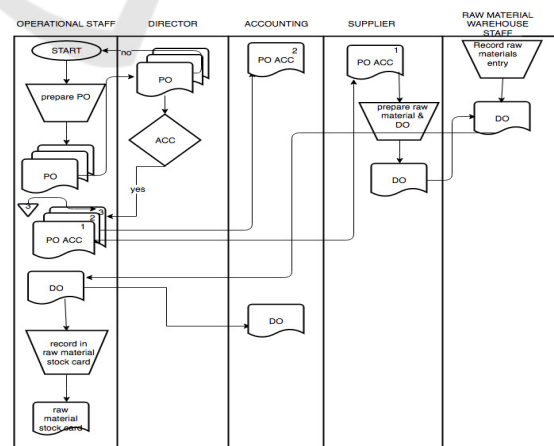 OPERATIONAL STAFF
DIRECTOR
ACCOUNTING
SUPPLIER
RAW MATERIAL
WAREHOUSE
STAFF
START
no
prepare PO
PO
PO
ACC
yes
3
3
2
1
PO ACC
2
PO ACC
1
PO ACC
prepare raw
material &
DO
DO
Record raw
materials
entry
DO
DO
DO
record in
raw material
stock card
raw
material
stock card